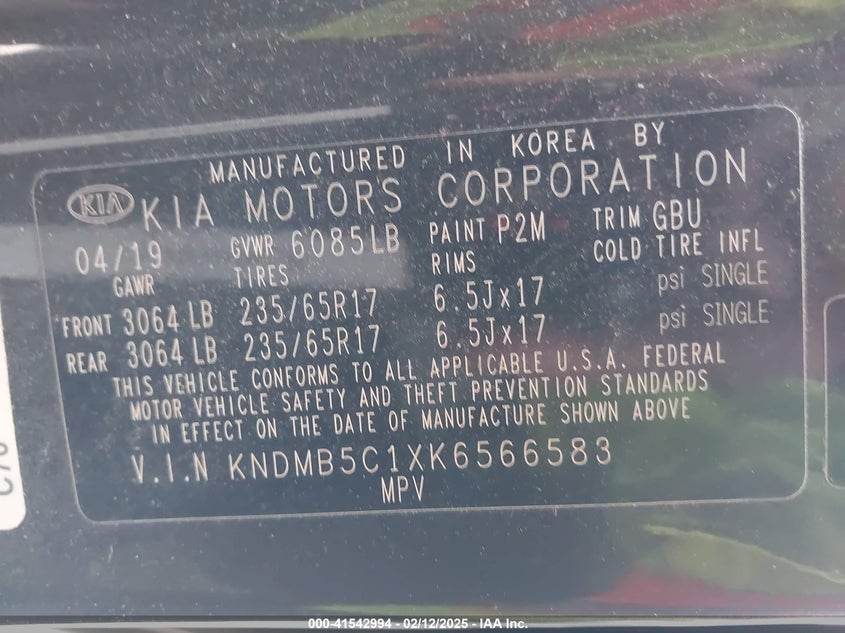 MANUFACTURED IN KOREA BY
KIA KIA MOTORS CORPORATION
04/19 GVWR 6085LB PAINT P2M TRIM GBU
GAWR TIRES RIMS COLD TIRE INFL
FRONT 3064 LB 235/65R17 6.5Jx17 psi SINGLE
REAR 3064 LB 235/65R17 6.5Jx17 psi SINGLE
THIS VEHICLE CONFORMS TO ALL APPLICABLE U.S.A. FEDERAL
MOTOR VEHICLE SAFETY AND THEFT PREVENTION STANDARDS
IN EFFECT ON THE DATE OF MANUFACTURE SHOWN ABOVE
V.I.N KNDMB5C1XK6566583
MPV
000-41542994 - 02/12/2025 - IAA Inc.